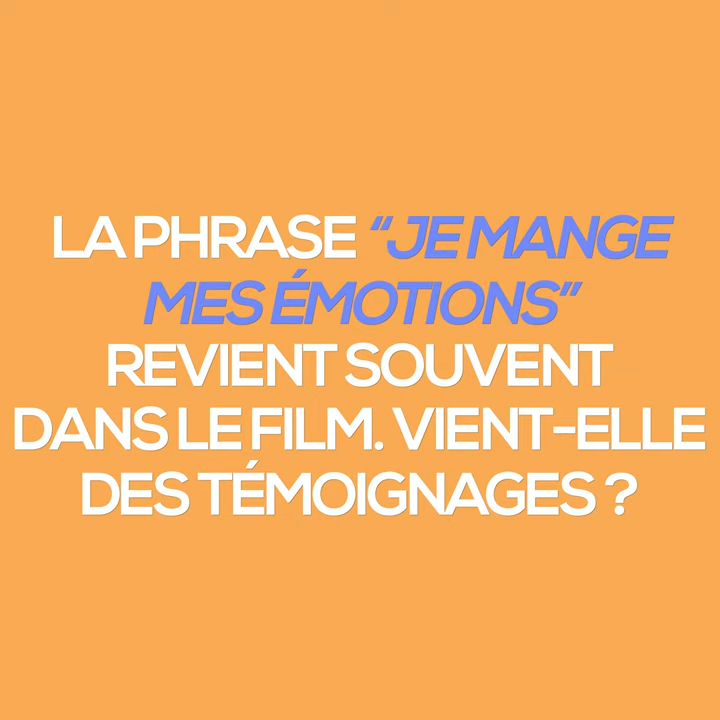 LA PHRASE “JE MANGE
MES ÉMOTIONS”
REVIENT SOUVENT
DANS LE FILM. VIENT-ELLE
DES TÉMOIGNAGES ?